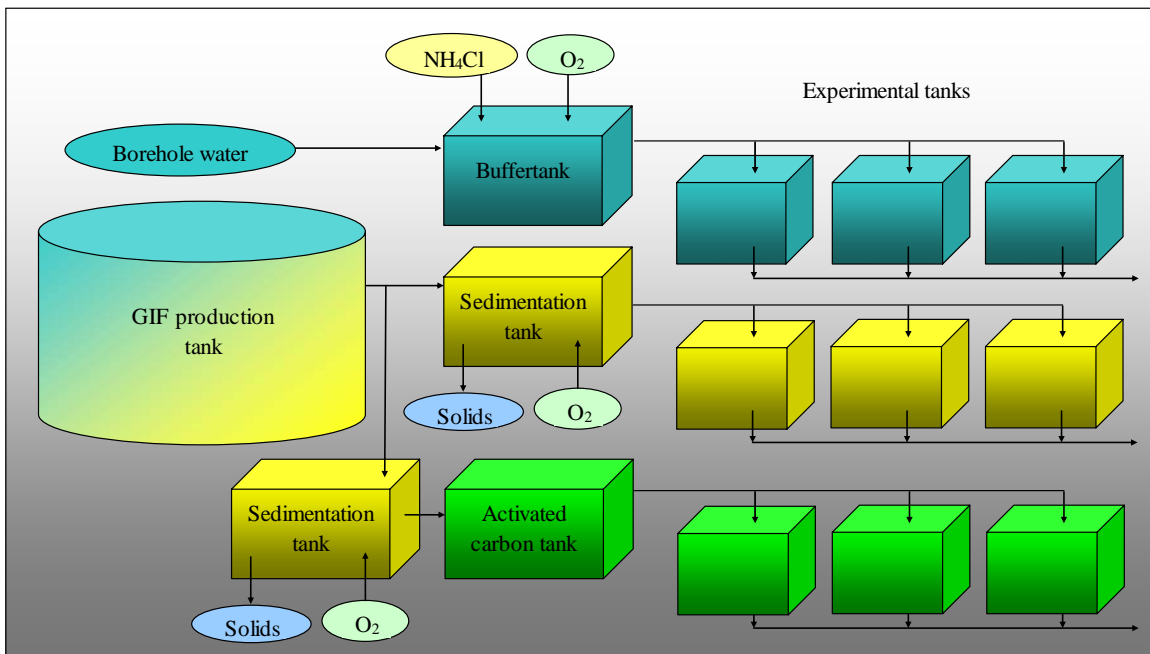 NH₄Cl
O₂
Experimental tanks
Borehole water
Buffertank
GIF production
tank
Sedimentation
tank
Solids
O₂
Sedimentation
tank
Activated
carbon tank
Solids
O₂